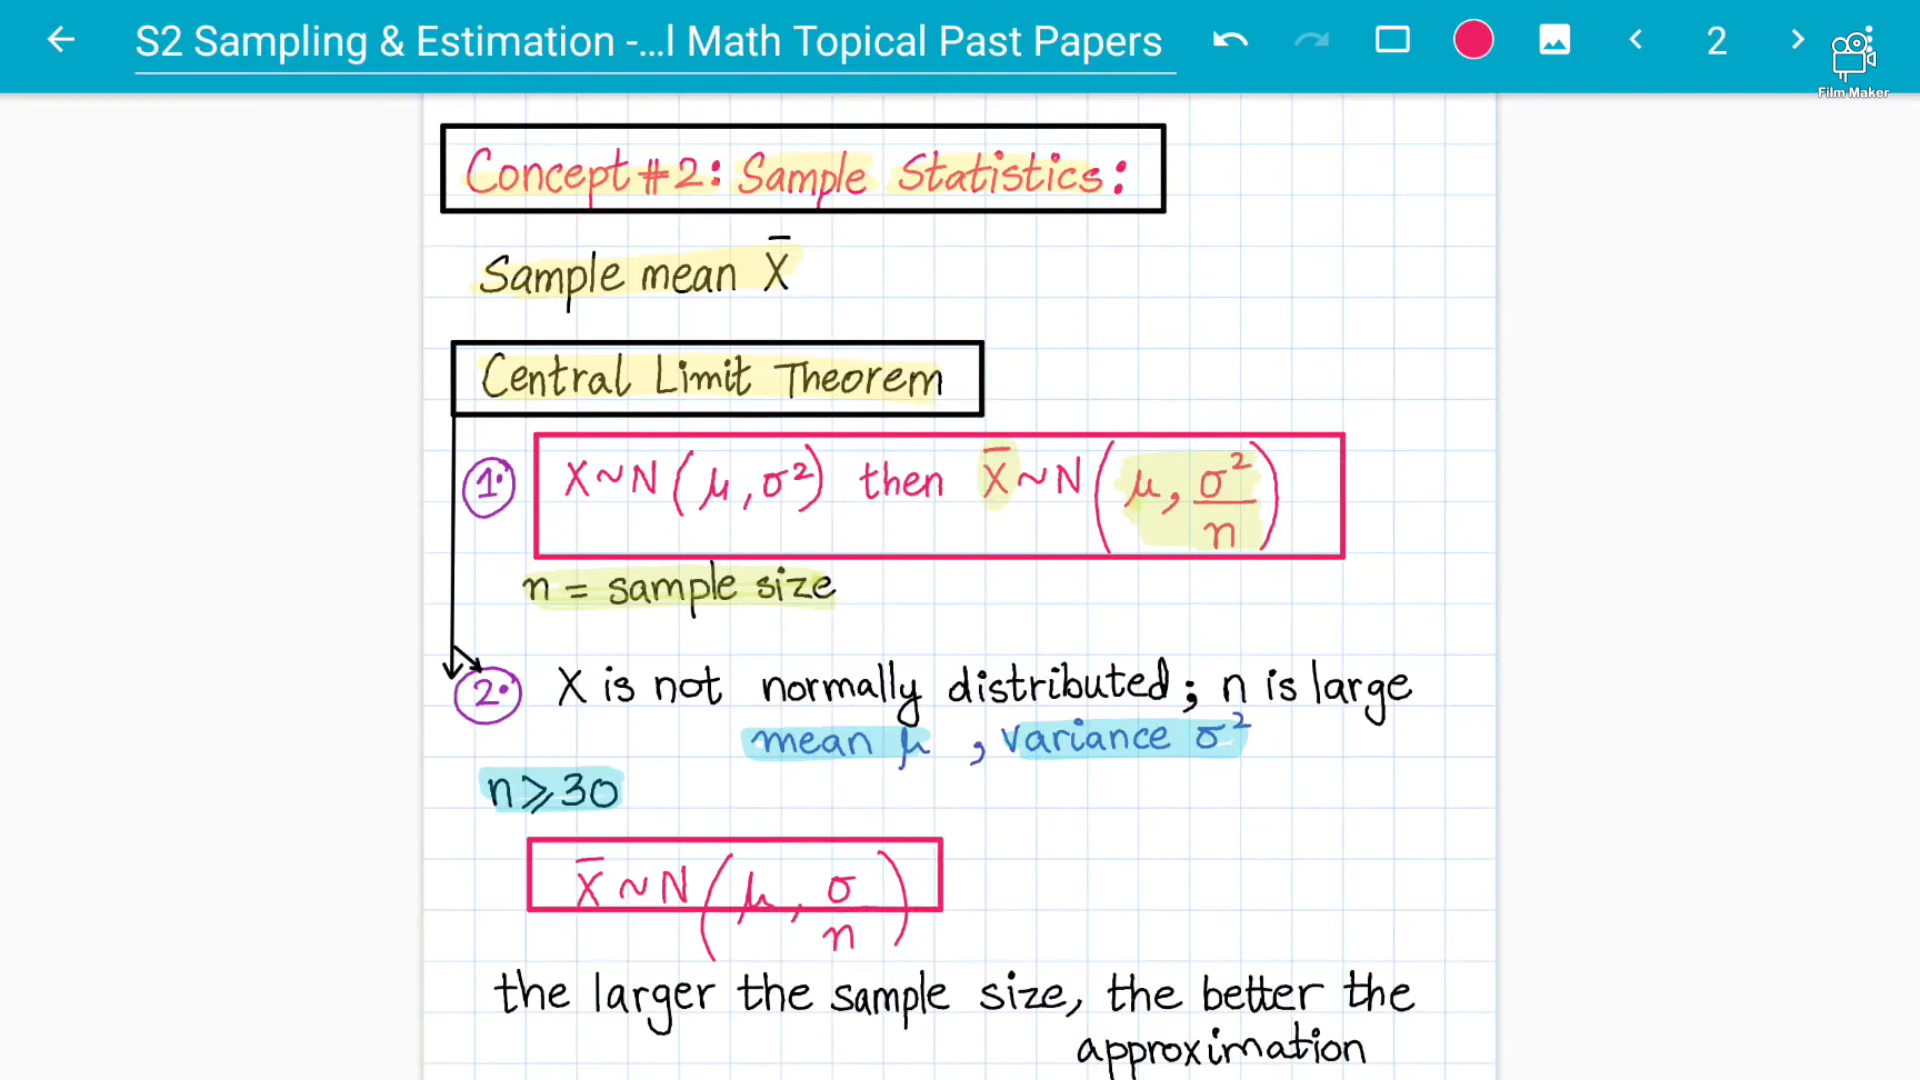 S2 Sampling & Estimation -...l Math Topical Past Papers
2
Film Maker
Concept #2: Sample Statistics:
Sample mean X̄
Central Limit Theorem
1. X~N(μ, σ²) then X̄~N(μ, σ²/n)
n = sample size
2. X is not normally distributed; n is large
mean μ, variance σ²
n⩾30
X̄~N(μ, σ/n)
the larger the sample size, the better the
approximation